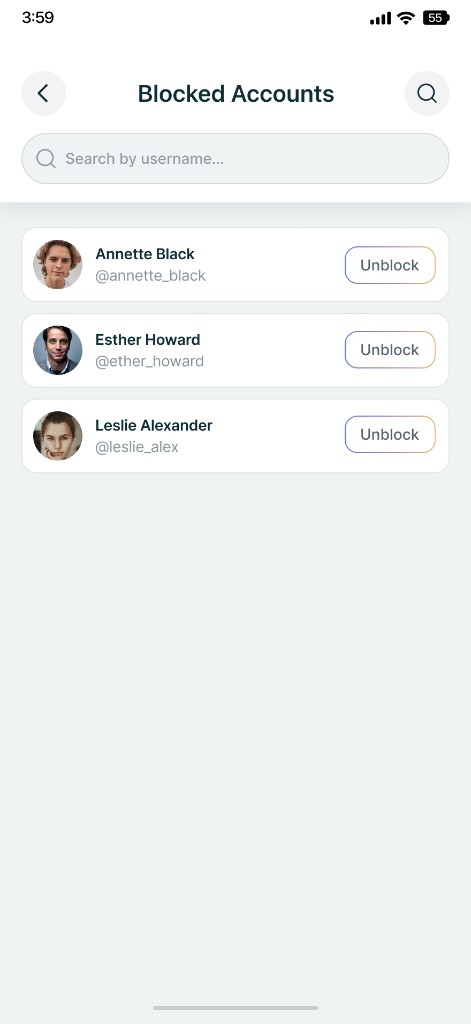 3:59
55
Blocked Accounts
Search by username...
Annette Black
@annette_black
Unblock
Esther Howard
@ether_howard
Unblock
Leslie Alexander
@leslie_alex
Unblock